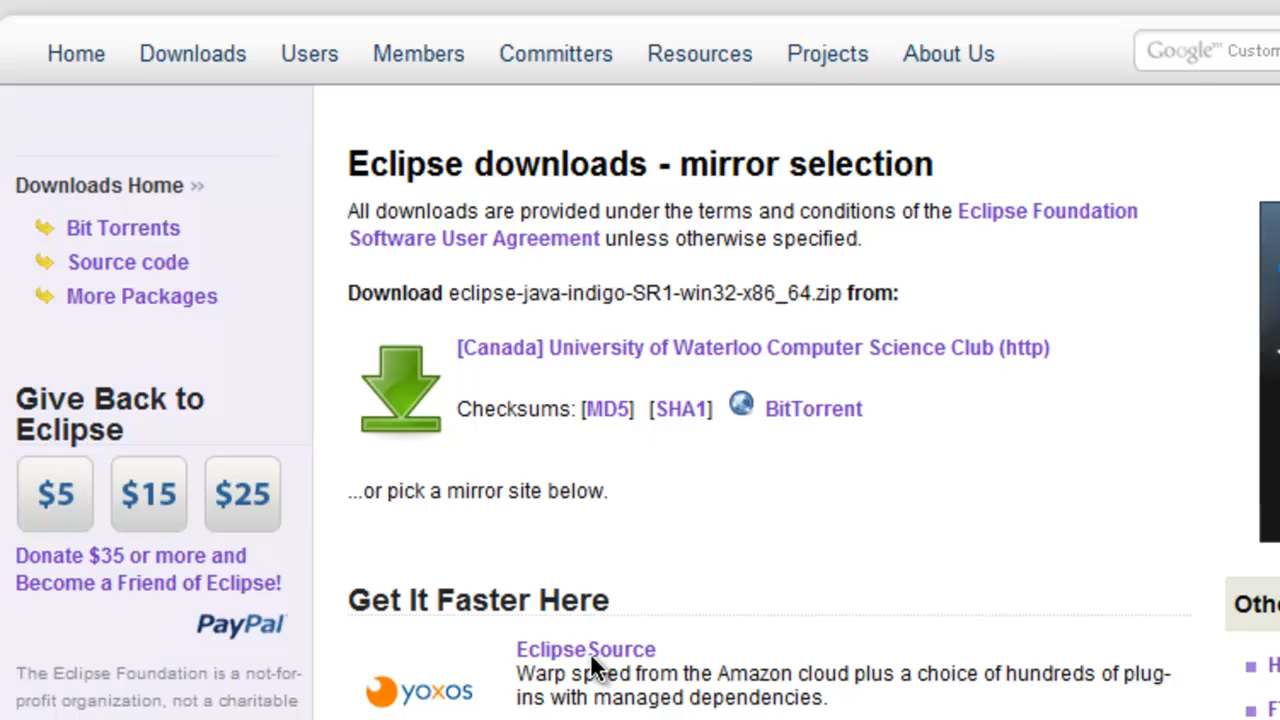 Home Downloads Users Members Committers Resources Projects About Us Google™ Custom
Downloads Home »
Bit Torrents
Source code
More Packages
Give Back to
Eclipse
$5 $15 $25
Donate $35 or more and
Become a Friend of Eclipse!
PayPal
The Eclipse Foundation is a not-for-
profit organization, not a charitable
Eclipse downloads - mirror selection
All downloads are provided under the terms and conditions of the Eclipse Foundation
Software User Agreement unless otherwise specified.
Download eclipse-java-indigo-SR1-win32-x86_64.zip from:
[Canada] University of Waterloo Computer Science Club (http)
Checksums: [MD5] [SHA1] BitTorrent
...or pick a mirror site below.
Get It Faster Here
EclipseSource
yoxos
Warp speed from the Amazon cloud plus a choice of hundreds of plug-
ins with managed dependencies.